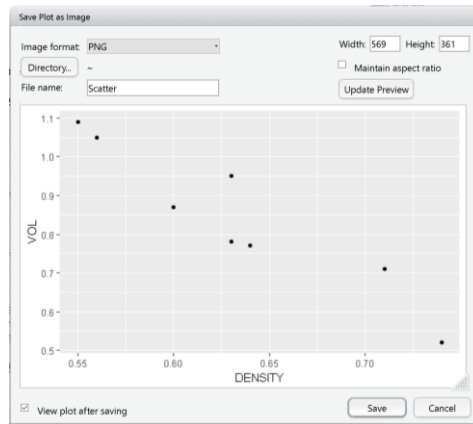 Save Plot as Image
Image format: PNG
Width: 569 Height: 361
Directory... ~
Maintain aspect ratio
File name: Scatter
Update Preview
1.1
1.0
0.9
0.8
0.7
0.6
0.5
VOL
0.55 0.60 0.65 0.70
DENSITY
View plot after saving
Save Cancel